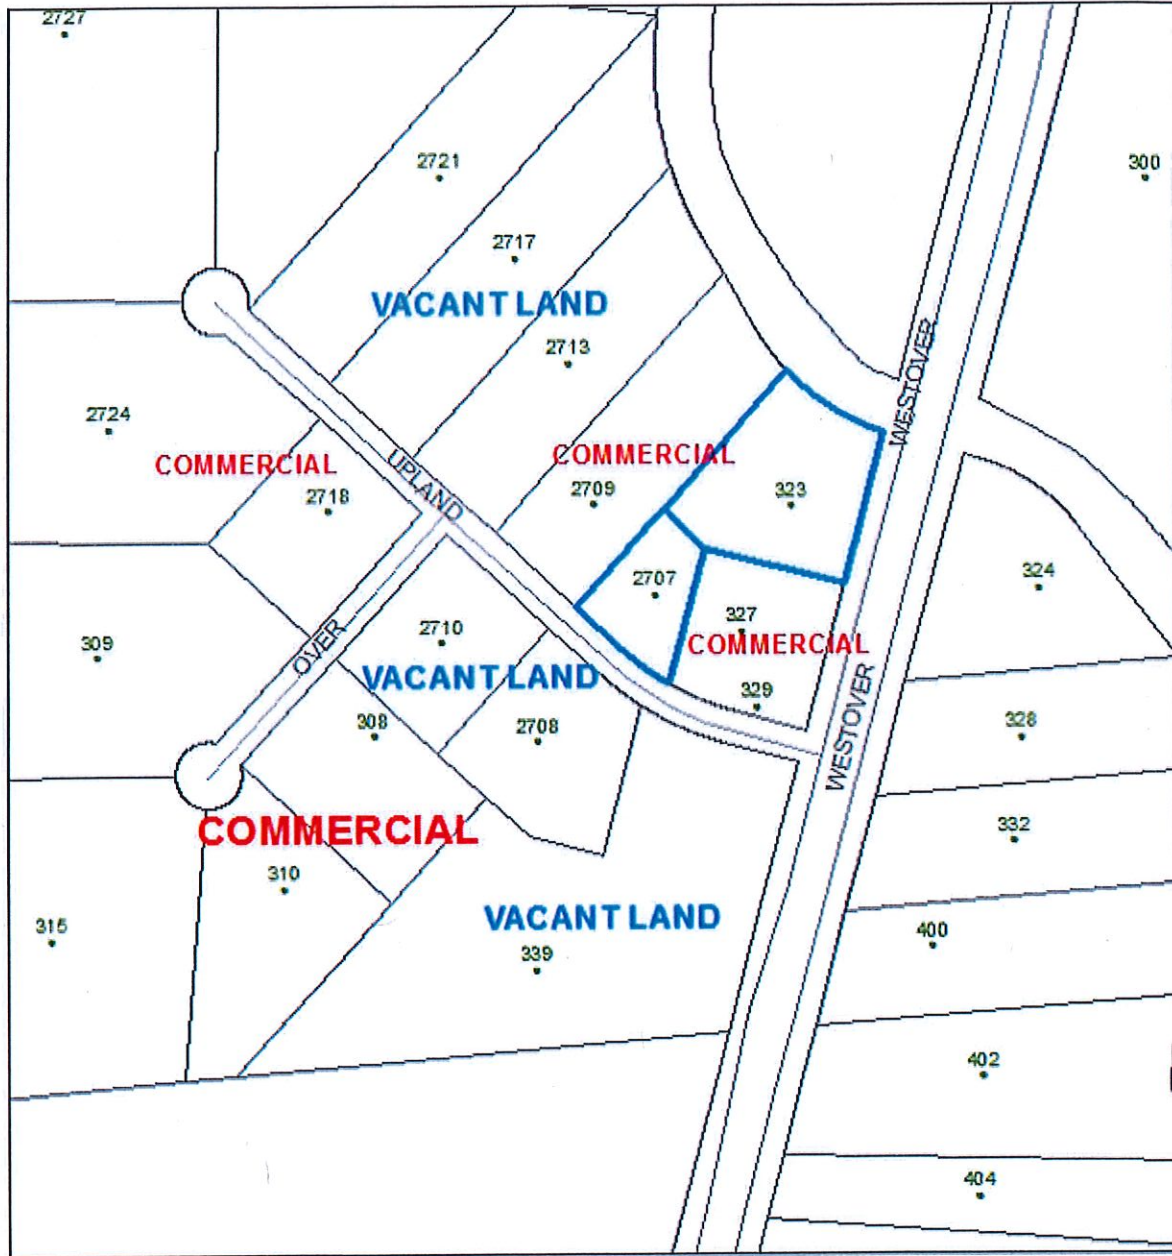 2727
2721
300
2717
VACANT LAND
2713
WESTOVER
2724
COMMERCIAL
COMMERCIAL
UPLAND
2718
2709
323
2707
324
327
309
OVER
2710
COMMERCIAL
VACANT LAND
329
308
2708
WESTOVER
328
COMMERCIAL
332
310
315
VACANT LAND
400
339
402
404